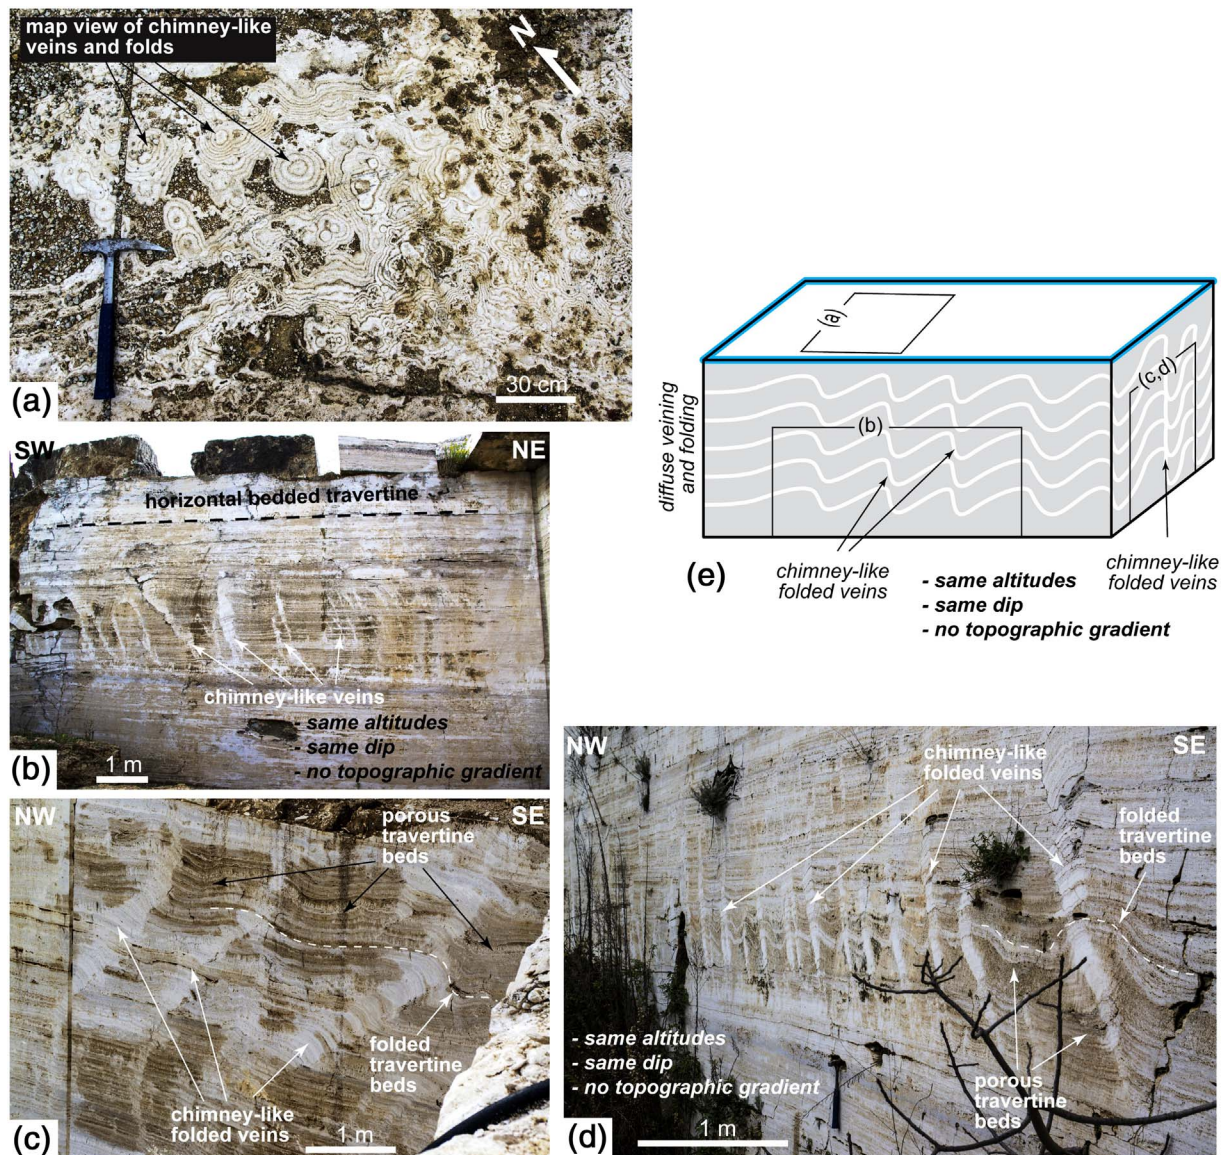 map view of chimney-like
veins and folds
N
30 cm
(a)
SW
NE
horizontal bedded travertine
chimney-like veins
- same altitudes
- same dip
- no topographic gradient
(b)
1 m
NW
SE
porous
travertine
beds
folded
travertine
beds
chimney-like
folded veins
(c)
1 m
(a)
(b)
(c,d)
diffuse veining
and folding
(e)
chimney-like
folded veins
- same altitudes
- same dip
- no topographic gradient
chimney-like
folded veins
NW
SE
chimney-like
folded veins
folded
travertine
beds
- same altitudes
- same dip
- no topographic gradient
porous
travertine
beds
(d)
1 m